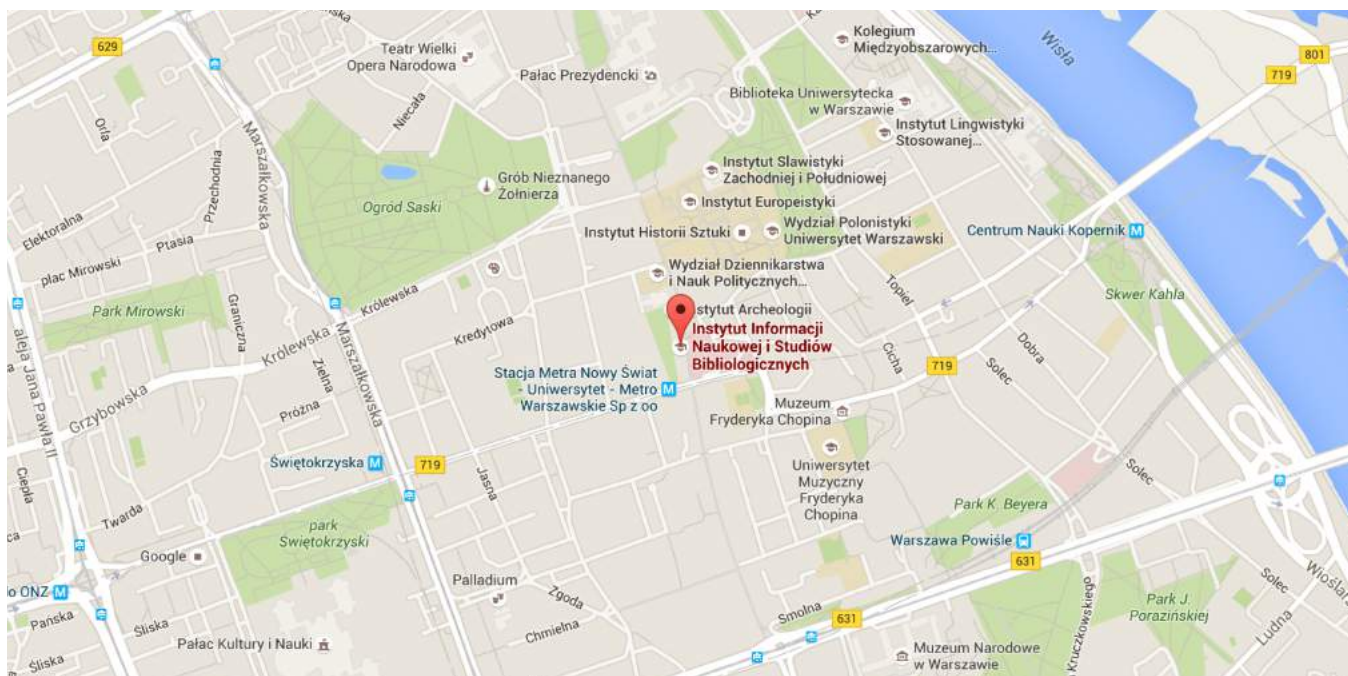 629
Teatr Wielki
Opera Narodowa
Pałac Prezydencki
Kolegium
Międzyobszarowych...
Wisła
801
719
Biblioteka Uniwersytecka
w Warszawie
Instytut Lingwistyki
Stosowanej...
Orla
Niecała
Marszałkowska
Przechodnia
Instytut Slawistyki
Zachodniej i Południowej
Grób Nieznanego
Żołnierza
Ogród Saski
Instytut Europeistyki
Elektoralna
Ptasia
Instytut Historii Sztuki
Wydział Polonistyki
Uniwersytet Warszawski
Centrum Nauki Kopernik
plac Mirowski
Wydział Dziennikarstwa
i Nauk Politycznych...
Topiel
Skwer Kahla
Park Mirowski
Graniczna
Królewska
Kredytowa
stytut Archeologii
Instytut Informacji
Naukowej i Studiów
Bibliologicznych
Królewska
Zielna
Marszałkowska
Cicha
Dobra
Solec
719
aleja Jana Pawła II
Grzybowska
Próżna
Stacja Metra Nowy Świat
- Uniwersytet - Metro
Warszawskie Sp z oo
Muzeum
Fryderyka Chopina
Świętokrzyska
719
Jasna
Uniwersytet
Muzyczny
Fryderyka
Chopina
Solec
Ciepła
Twarda
park
Świętokrzyski
Park K. Beyera
Warszawa Powiśle
631
Google
Palladium
Zgoda
o ONZ
Pańska
Śliska
Śliska
Pałac Kultury i Nauki
Chmielna
Smolna
631
Muzeum Narodowe
w Warszawie
Kruczkowskiego
Park J.
Porazińskiej
Solec
Ludna
Wioślar